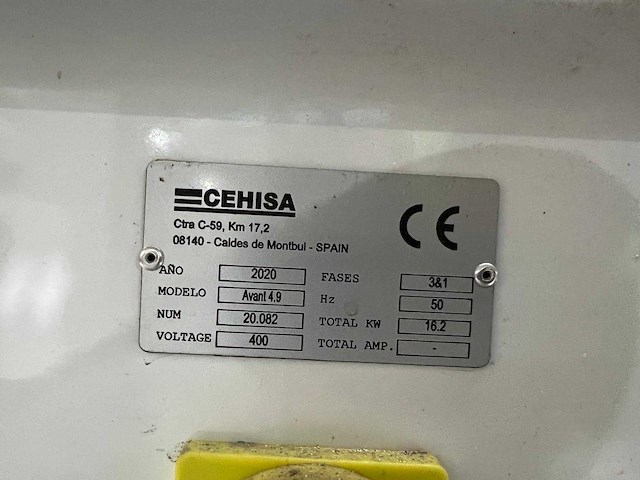 CEHISA
Ctra C-59, Km 17,2
08140 - Caldes de Montbui - SPAIN
CE
AÑO 2020 FASES 3&1
MODELO Avant 4.9 Hz 50
NUM 20.082 TOTAL KW 16.2
VOLTAGE 400 TOTAL AMP. -